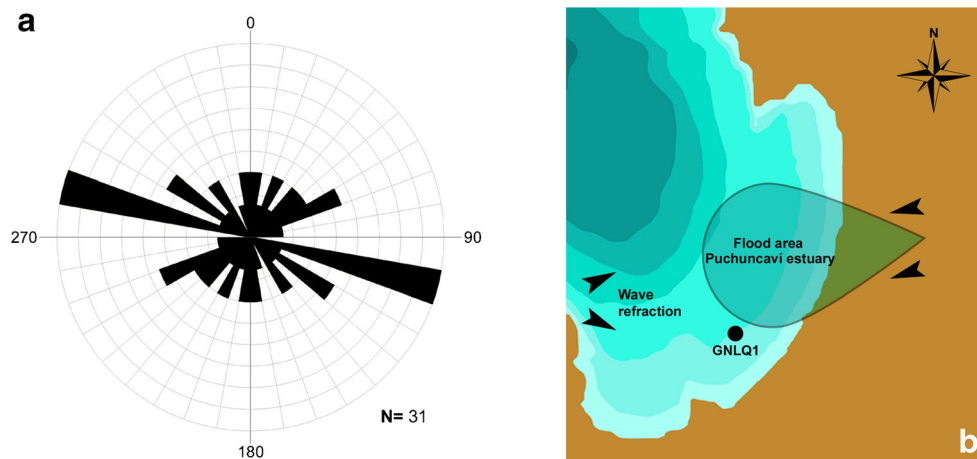 a
0
270
90
180
N= 31
N
Flood area
Puchuncaví estuary
Wave
refraction
GNLQ1
b